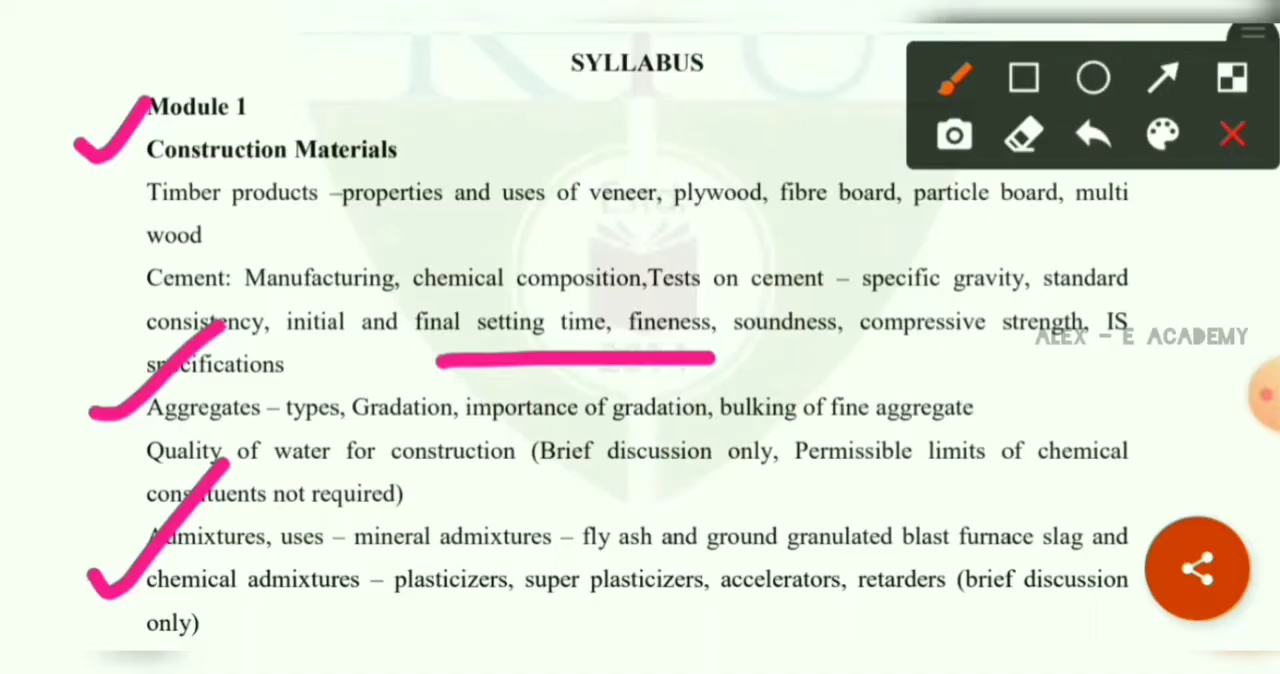 SYLLABUS
Module 1
Construction Materials
Timber products –properties and uses of veneer, plywood, fibre board, particle board, multi
wood
Cement: Manufacturing, chemical composition,Tests on cement – specific gravity, standard
consistency, initial and final setting time, fineness, soundness, compressive strength, IS
specifications
ALEX - E ACADEMY
Aggregates – types, Gradation, importance of gradation, bulking of fine aggregate
Quality of water for construction (Brief discussion only, Permissible limits of chemical
constituents not required)
Admixtures, uses – mineral admixtures – fly ash and ground granulated blast furnace slag and
chemical admixtures – plasticizers, super plasticizers, accelerators, retarders (brief discussion
only)